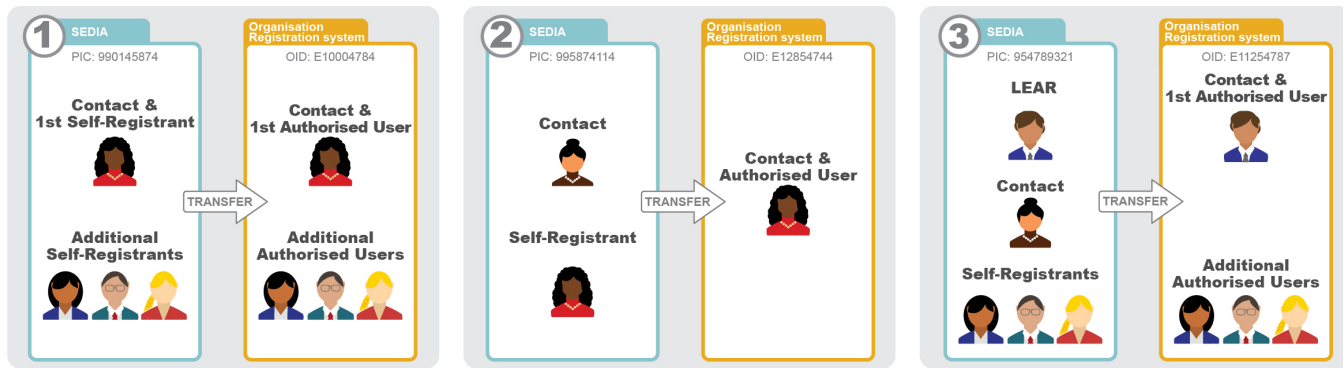 1
SEDIA
PIC: 990145874
Contact &
1st Self-Registrant
Additional
Self-Registrants
TRANSFER
Organisation
Registration system
OID: E10004784
Contact &
1st Authorised User
Additional
Authorised Users
2
SEDIA
PIC: 995874114
Contact
Self-Registrant
TRANSFER
Organisation
Registration system
OID: E12854744
Contact &
Authorised User
3
SEDIA
PIC: 954789321
LEAR
Contact
Self-Registrants
TRANSFER
Organisation
Registration system
OID: E11254787
Contact &
1st Authorised User
Additional
Authorised Users